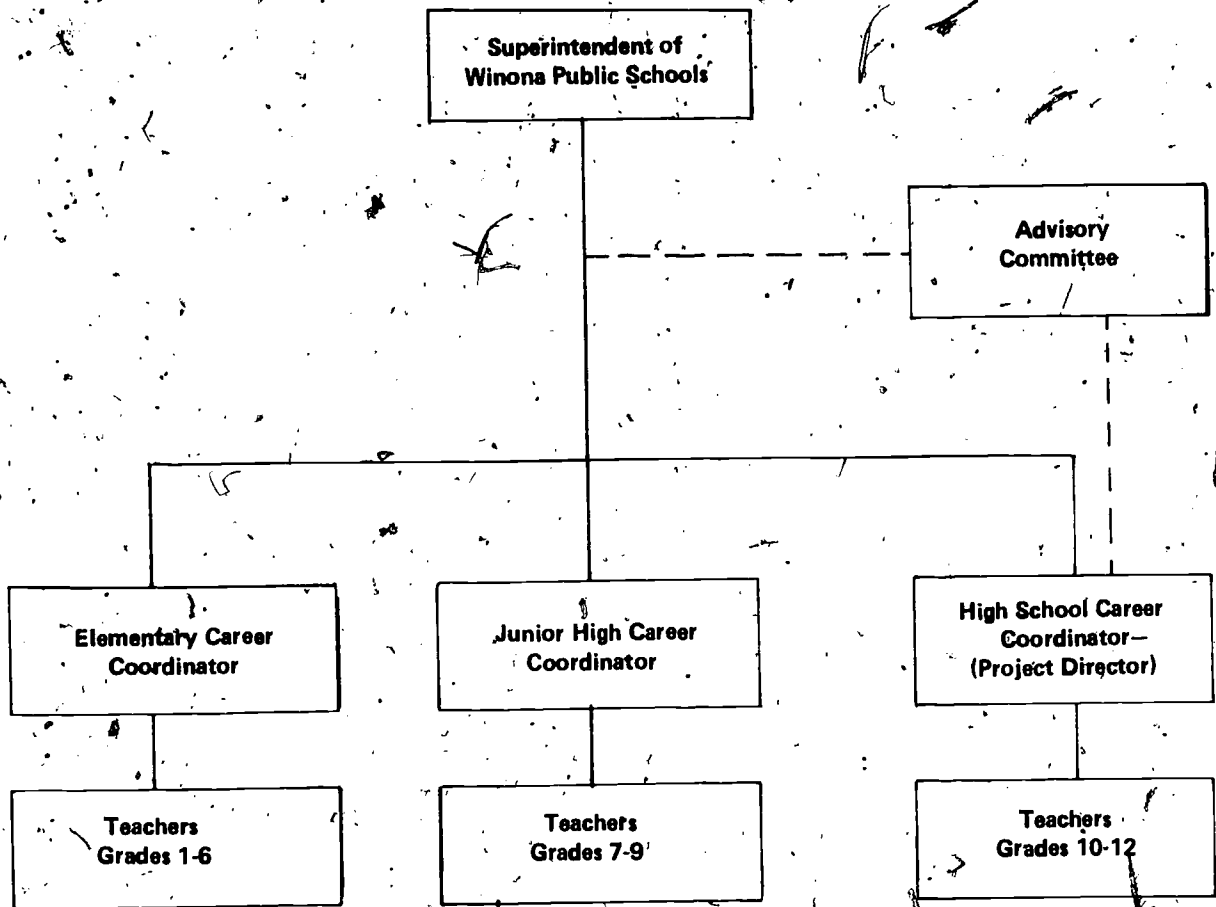 Superintendent of
Winona Public Schools
Advisory
Committee
Elementary Career
Coordinator
Junior High Career
Coordinator
High School Career
Coordinator—
(Project Director)
Teachers
Grades 1-6
Teachers
Grades 7-9
Teachers
Grades 10-12